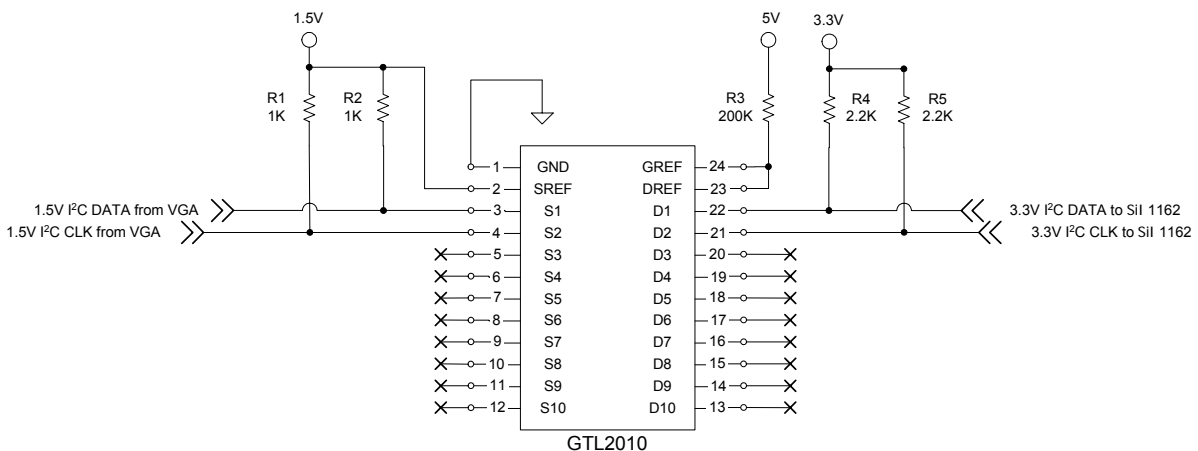 1.5V
5V
3.3V
R1
1K
R2
1K
R3
200K
R4
2.2K
R5
2.2K
1 GND GREF 24
2 SREF DREF 23
1.5V I²C DATA from VGA 3 S1 D1 22 3.3V I²C DATA to SiI 1162
1.5V I²C CLK from VGA 4 S2 D2 21 3.3V I²C CLK to SiI 1162
5 S3 D3 20
6 S4 D4 19
7 S5 D5 18
8 S6 D6 17
9 S7 D7 16
10 S8 D8 15
11 S9 D9 14
12 S10 D10 13
GTL2010